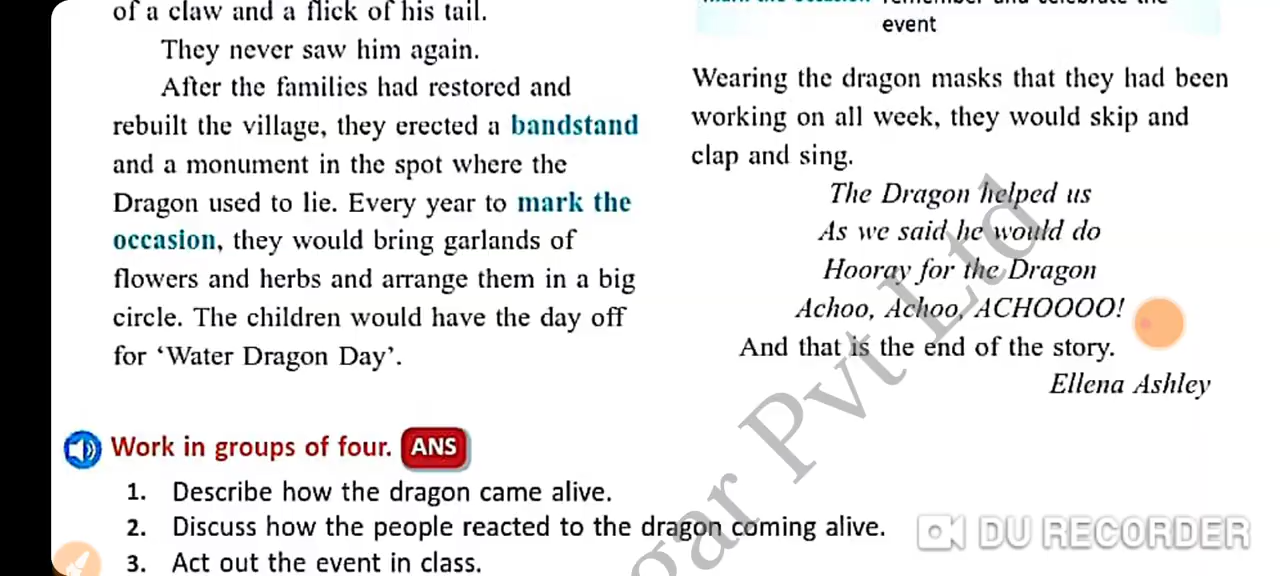 of a claw and a flick of his tail.
They never saw him again.
After the families had restored and
rebuilt the village, they erected a bandstand
and a monument in the spot where the
Dragon used to lie. Every year to mark the
occasion, they would bring garlands of
flowers and herbs and arrange them in a big
circle. The children would have the day off
for ‘Water Dragon Day’.
event
Wearing the dragon masks that they had been
working on all week, they would skip and
clap and sing.
The Dragon helped us
As we said he would do
Hooray for the Dragon
Achoo, Achoo, ACHOOOO!
And that is the end of the story.
Ellena Ashley
Work in groups of four. ANS
1. Describe how the dragon came alive.
2. Discuss how the people reacted to the dragon coming alive.
3. Act out the event in class.
gar Pvt Ltd
DU RECORDER